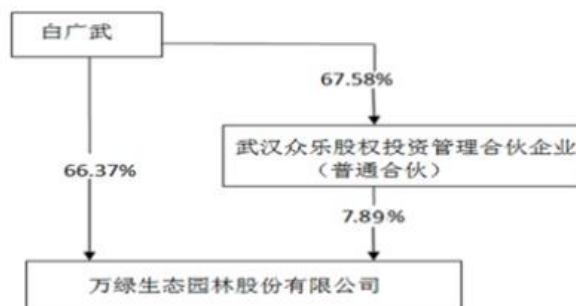 白广武
67.58%
武汉众乐股权投资管理合伙企业
（普通合伙）
66.37%
7.89%
万绿生态园林股份有限公司